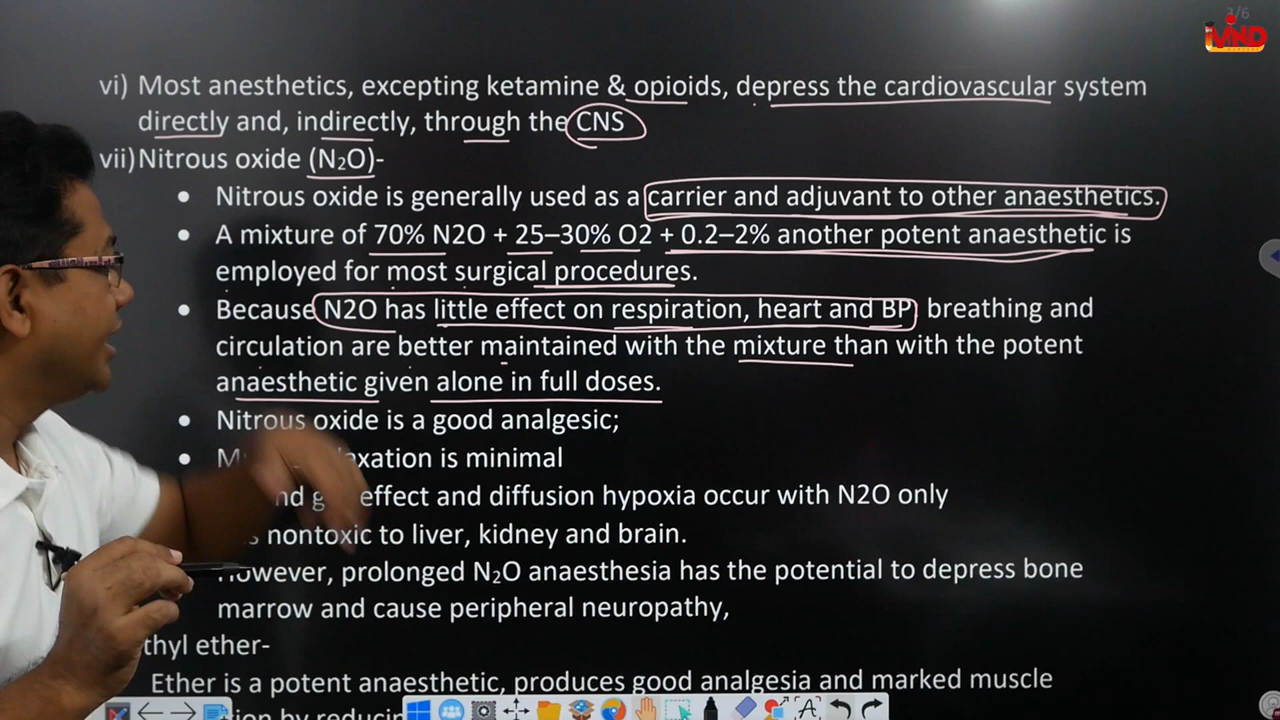 3/6
iMND
vi) Most anesthetics, excepting ketamine & opioids, depress the cardiovascular system
directly and, indirectly, through the CNS
vii) Nitrous oxide (N₂O)-
• Nitrous oxide is generally used as a carrier and adjuvant to other anaesthetics.
• A mixture of 70% N2O + 25–30% O2 + 0.2–2% another potent anaesthetic is
employed for most surgical procedures.
• Because N2O has little effect on respiration, heart and BP, breathing and
circulation are better maintained with the mixture than with the potent
anaesthetic given alone in full doses.
• Nitrous oxide is a good analgesic;
• xation is minimal
effect and diffusion hypoxia occur with N2O only
nontoxic to liver, kidney and brain.
However, prolonged N₂O anaesthesia has the potential to depress bone
marrow and cause peripheral neuropathy,
thyl ether-
Ether is a potent anaesthetic, produces good analgesia and marked muscle
by